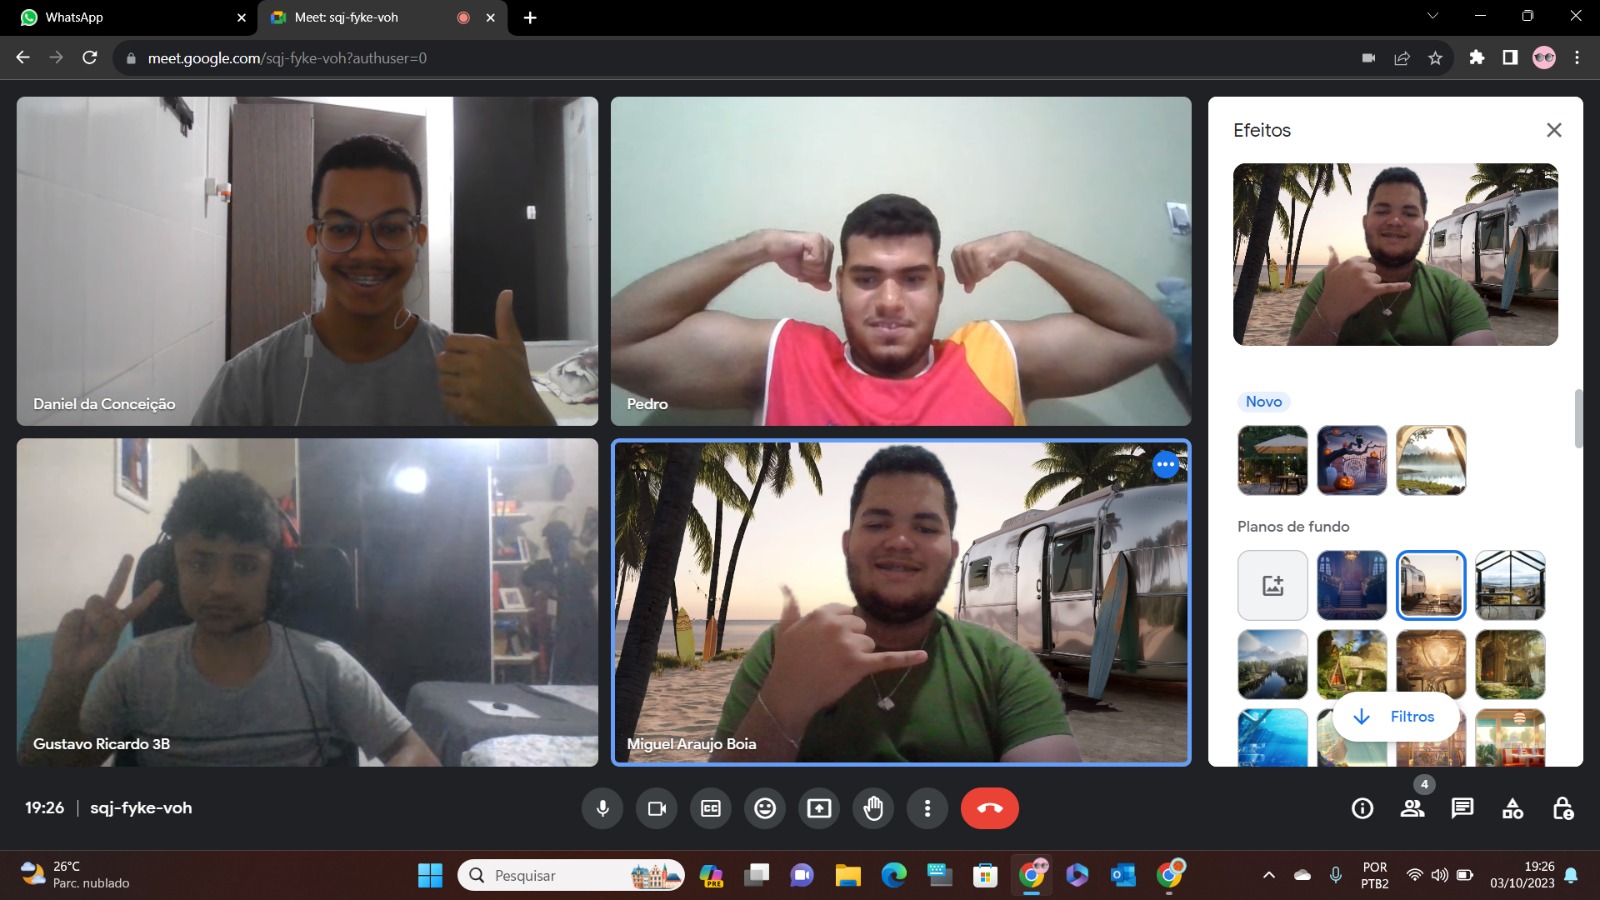 WhatsApp
Meet: sqj-fyke-voh
meet.google.com/sqj-fyke-voh?authuser=0
Daniel da Conceição
Pedro
Gustavo Ricardo 3B
Miguel Araujo Boia
Efeitos
Novo
Planos de fundo
Filtros
19:26 | sqj-fyke-voh
CC
4
26°C
Parc. nublado
Pesquisar
PRE
POR
PTB2
19:26
03/10/2023